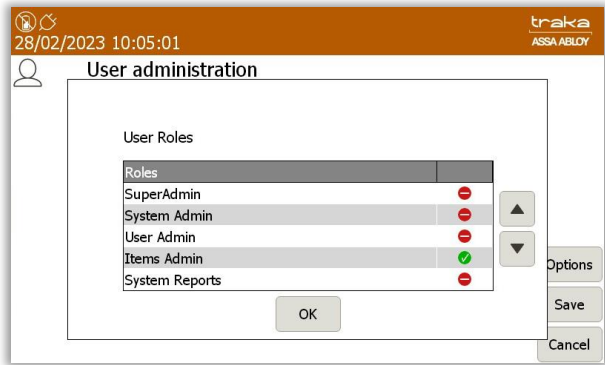 traka
28/02/2023 10:05:01
ASSA ABLOY
User administration
User Roles
Roles
SuperAdmin
System Admin
User Admin
Items Admin
System Reports
Options
OK
Save
Cancel